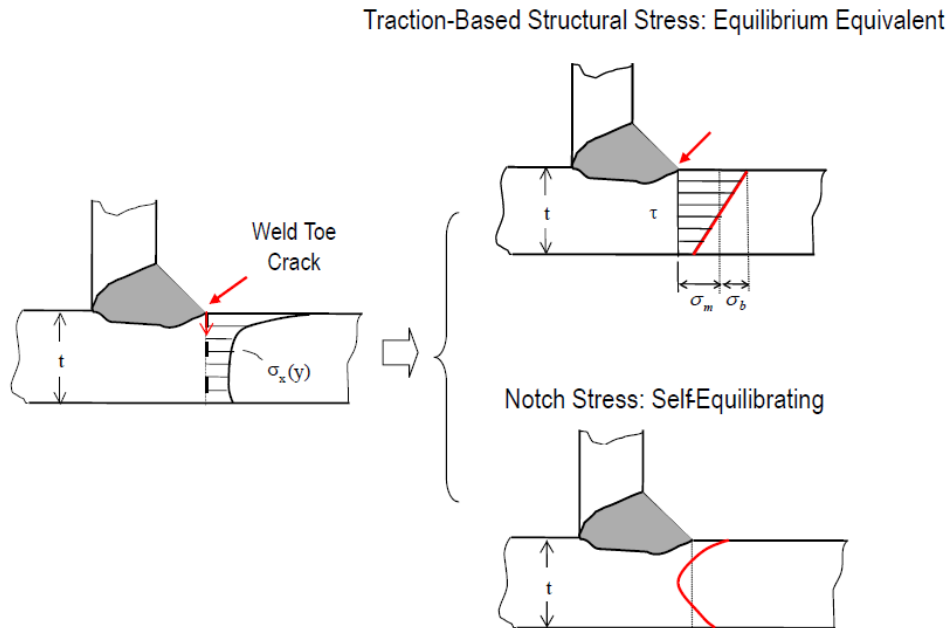 Traction-Based Structural Stress: Equilibrium Equivalent
t
τ
σm
σb
Weld Toe
Crack
t
σx(y)
Notch Stress: Self-Equilibrating
t